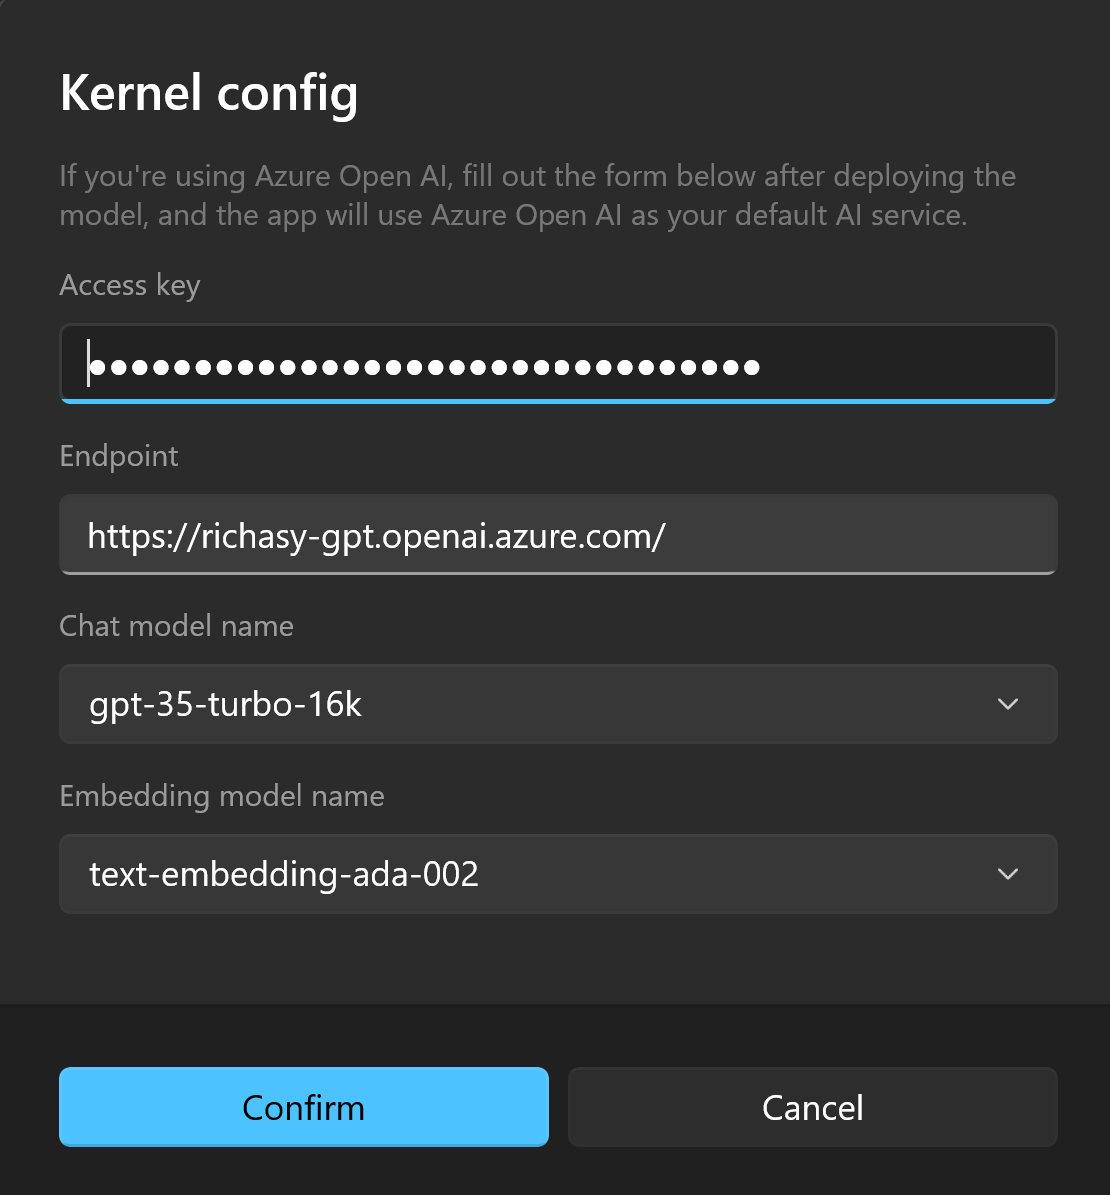 Kernel config
If you're using Azure Open AI, fill out the form below after deploying the
model, and the app will use Azure Open AI as your default AI service.
Access key
●●●●●●●●●●●●●●●●●●●●●●●●●●●●●●●●
Endpoint
https://richasy-gpt.openai.azure.com/
Chat model name
gpt-35-turbo-16k
Embedding model name
text-embedding-ada-002
Confirm
Cancel